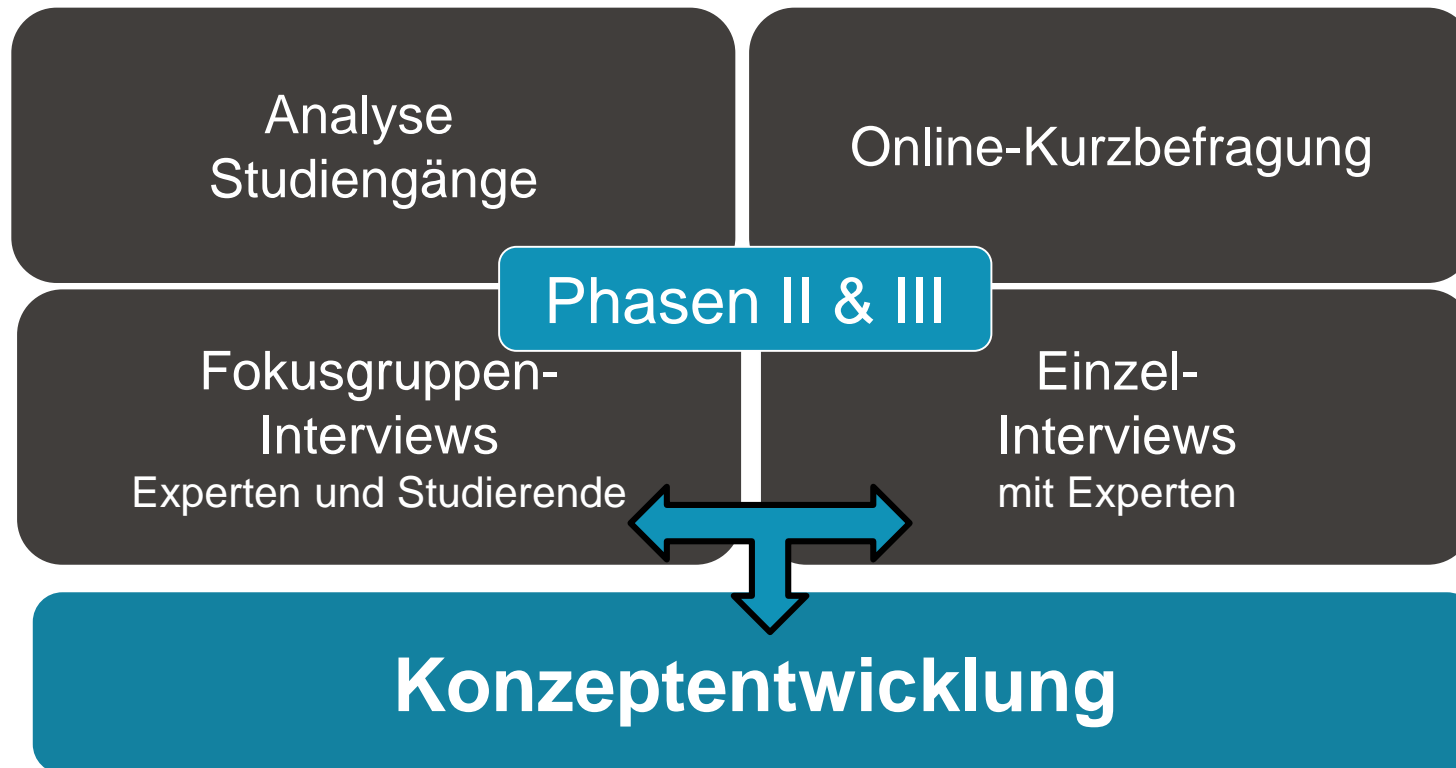 Analyse
Studiengänge
Online-Kurzbefragung
Phasen II & III
Fokusgruppen-
Interviews
Experten und Studierende
Einzel-
Interviews
mit Experten
Konzeptentwicklung